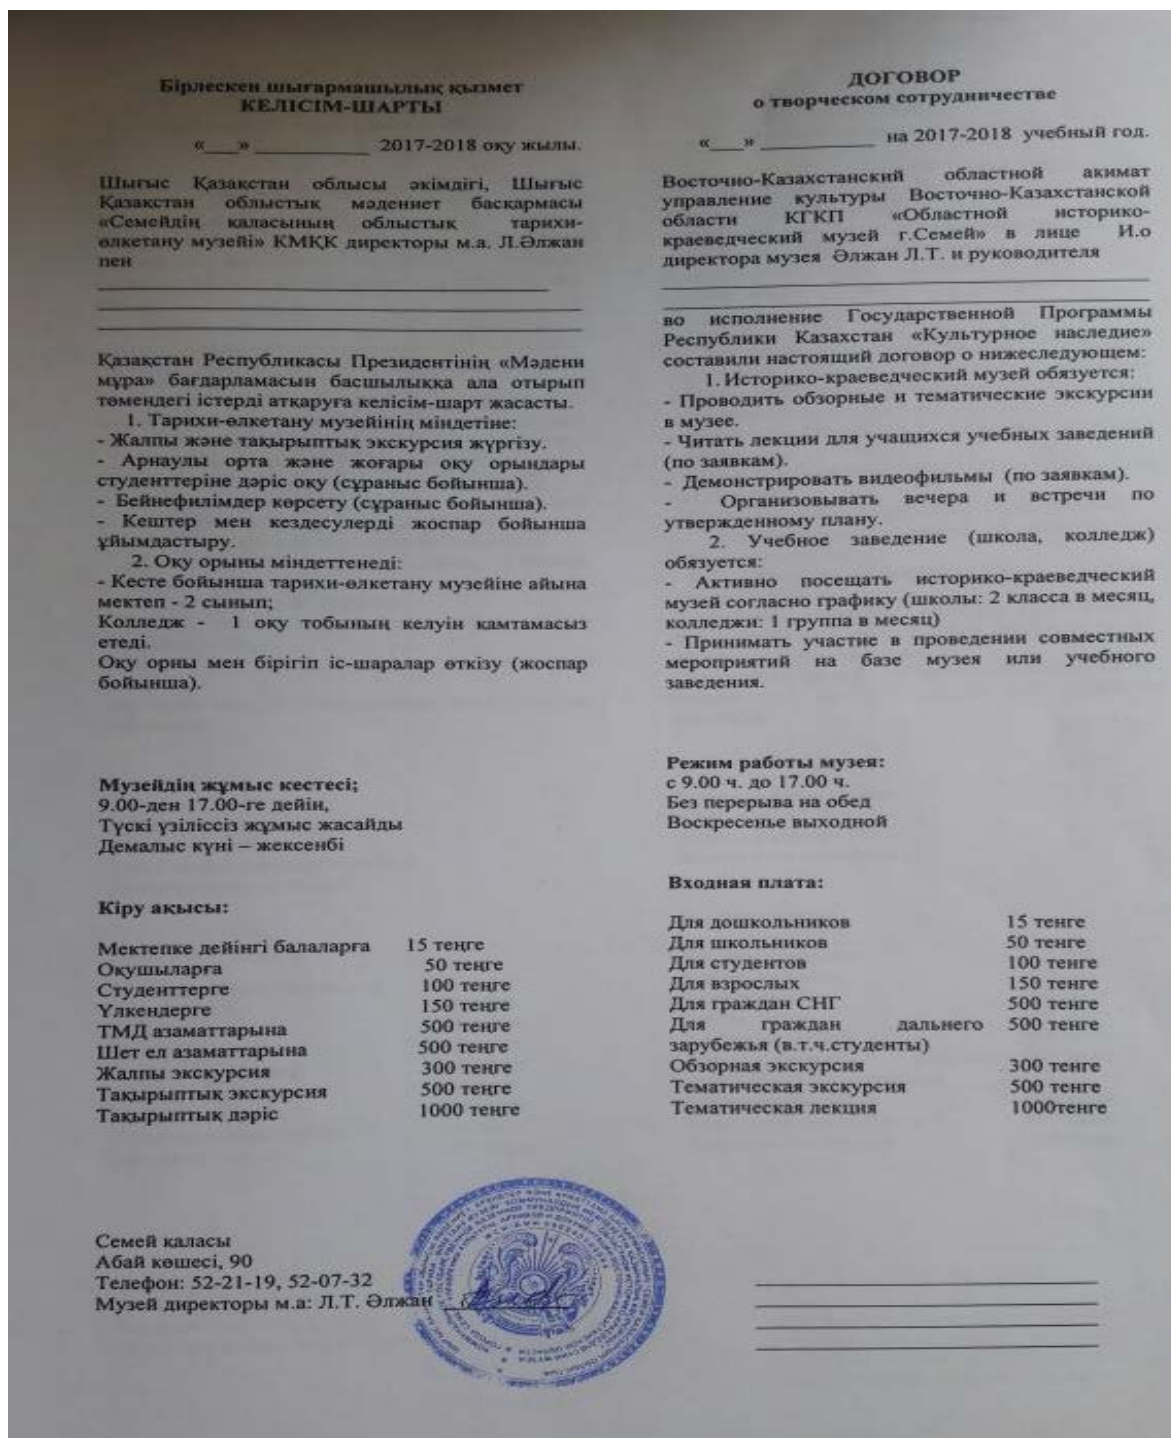 Бірлескен шығармашылық қызмет
КЕЛІСІМ-ШАРТЫ
«___» ____________ 2017-2018 оқу жылы.
Шығыс Қазақстан облысы әкімдігі, Шығыс
Қазақстан облыстық мәдениет басқармасы
«Семейдің қаласының облыстық тарихи-
өлкетану музейі» КМҚК директоры м.а. Л.Әлжан
пен
Қазақстан Республикасы Президентінің «Мәдени
мұра» бағдарламасын басшылыққа ала отырып
төмендегі істерді атқаруға келісім-шарт жасасты.
1. Тарихи-өлкетану музейінің міндетіне:
- Жалпы және тақырыптық экскурсия жүргізу.
- Арнаулы орта және жоғары оқу орындары
студенттеріне дәріс оқу (сұраныс бойынша).
- Бейнефилімдер көрсету (сұраныс бойынша).
- Кештер мен кездесулерді жоспар бойынша
ұйымдастыру.
2. Оқу орыны міндеттенеді:
- Кесте бойынша тарихи-өлкетану музейіне айына
мектеп - 2 сынып;
Колледж - 1 оқу тобының келуін қамтамасыз
етеді.
Оқу орны мен бірігіп іс-шаралар өткізу (жоспар
бойынша).
Музейдің жұмыс кестесі;
9.00-ден 17.00-ге дейін,
Түскі үзіліссіз жұмыс жасайды
Демалыс күні – жексенбі
Кіру ақысы:
Мектепке дейінгі балаларға 15 теңге
Оқушыларға 50 теңге
Студенттерге 100 теңге
Үлкендерге 150 теңге
ТМД азаматтарына 500 теңге
Шет ел азаматтарына 500 теңге
Жалпы экскурсия 300 теңге
Тақырыптық экскурсия 500 теңге
Тақырыптық дәріс 1000 теңге
Семей қаласы
Абай көшесі, 90
Телефон: 52-21-19, 52-07-32
Музей директоры м.а: Л.Т. Әлжан
ДОГОВОР
о творческом сотрудничестве
«___» ____________ на 2017-2018 учебный год.
Восточно-Казахстанский областной акимат
управление культуры Восточно-Казахстанской
области КГКП «Областной историко-
краеведческий музей г.Семей» в лице И.о
директора музея Әлжан Л.Т. и руководителя
во исполнение Государственной Программы
Республики Казахстан «Культурное наследие»
составили настоящий договор о нижеследующем:
1. Историко-краеведческий музей обязуется:
- Проводить обзорные и тематические экскурсии
в музее.
- Читать лекции для учащихся учебных заведений
(по заявкам).
- Демонстрировать видеофильмы (по заявкам).
- Организовывать вечера и встречи по
утвержденному плану.
2. Учебное заведение (школа, колледж)
обязуется:
- Активно посещать историко-краеведческий
музей согласно графику (школы: 2 класса в месяц,
колледжи: 1 группа в месяц)
- Принимать участие в проведении совместных
мероприятий на базе музея или учебного
заведения.
Режим работы музея:
с 9.00 ч. до 17.00 ч.
Без перерыва на обед
Воскресенье выходной
Входная плата:
Для дошкольников 15 тенге
Для школьников 50 тенге
Для студентов 100 тенге
Для взрослых 150 тенге
Для граждан СНГ 500 тенге
Для граждан дальнего 500 тенге
зарубежья (в.т.ч.студенты)
Обзорная экскурсия 300 тенге
Тематическая экскурсия 500 тенге
Тематическая лекция 1000тенге